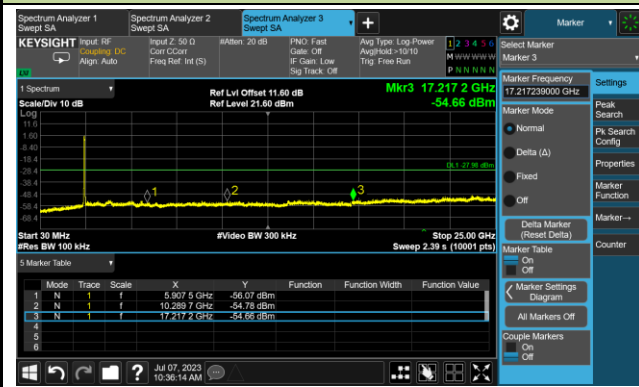 Spectrum Analyzer 1
Swept SA
Spectrum Analyzer 2
Swept SA
Spectrum Analyzer 3
Swept SA
Marker
KEYSIGHT
Input: RF
Coupling: DC
Align: Auto
Input Z: 50 Ω
Corr CCorr
Freq Ref: Int (S)
#Atten: 20 dB
PNO: Fast
Gate: Off
IF Gain: Low
Sig Track: Off
Avg Type: Log-Power
Avg|Hold:>10/10
Trig: Free Run
1 2 3 4 5 6
M W W W W W
P N N N N N
Select Marker
Marker 3
LVI
1 Spectrum
Scale/Div 10 dB
Log
Ref Lvl Offset 11.60 dB
Ref Level 21.60 dBm
Mkr3 17.217 2 GHz
-54.66 dBm
11.6
1.60
-8.40
-18.4
-28.4
-38.4
-48.4
-58.4
-68.4
DL1 -27.98 dBm
1
2
3
Start 30 MHz
#Res BW 100 kHz
#Video BW 300 kHz
Stop 25.00 GHz
Sweep 2.39 s (10001 pts)
5 Marker Table
Mode Trace Scale X Y Function Function Width Function Value
1 N 1 f 5.907 5 GHz -56.07 dBm
2 N 1 f 10.289 7 GHz -54.78 dBm
3 N 1 f 17.217 2 GHz -54.66 dBm
4
5
6
Marker Frequency
17.217239000 GHz
Marker Mode
Normal
Delta (Δ)
Fixed
Off
Delta Marker
(Reset Delta)
Marker Table
On
Off
Marker Settings
Diagram
All Markers Off
Couple Markers
On
Off
Settings
Peak
Search
Pk Search
Config
Properties
Marker
Function
Marker→
Counter
Jul 07, 2023
10:36:14 AM